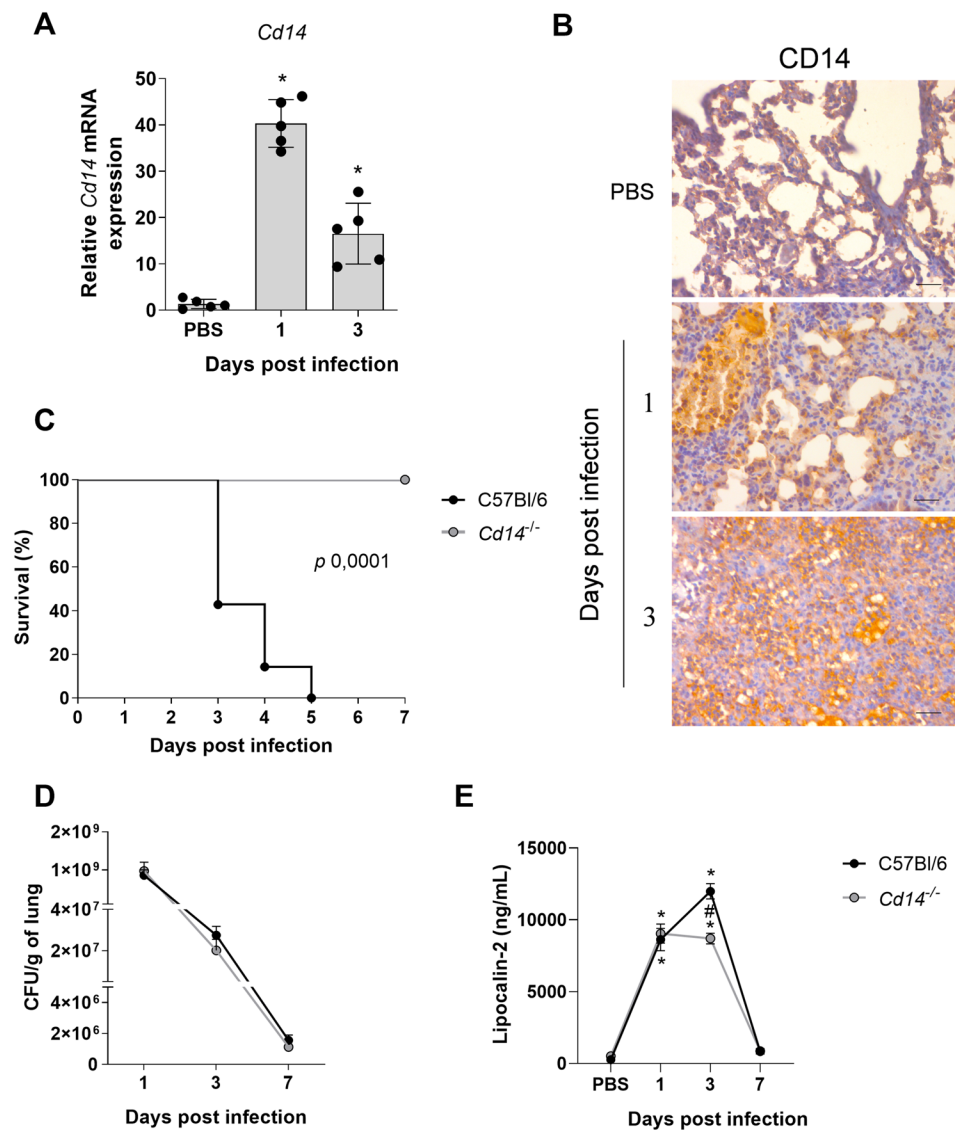 A
Cd14
Relative Cd14 mRNA
expression
50
40
30
20
10
0
*
*
PBS
1
3
Days post infection
B
CD14
PBS
1
3
Days post infection
C
Survival (%)
100
80
60
40
20
0
0
1
2
3
4
5
6
7
Days post infection
p 0,0001
C57Bl/6
Cd14⁻/⁻
D
CFU/g of lung
2×10⁹
1×10⁹
4×10⁷
2×10⁷
4×10⁶
2×10⁶
0
1
3
7
Days post infection
E
Lipocalin-2 (ng/mL)
15000
10000
5000
0
*
*
*
#
*
PBS
1
3
7
Days post infection
C57Bl/6
Cd14⁻/⁻